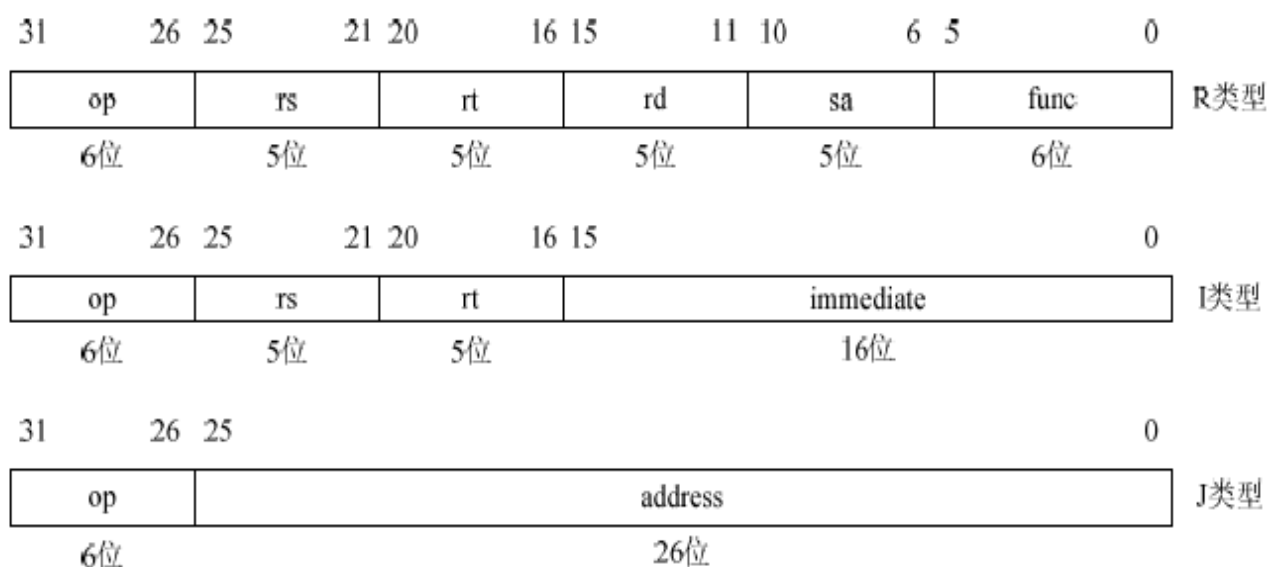 31 26 25 21 20 16 15 11 10 6 5 0
op rs rt rd sa func R类型
6位 5位 5位 5位 5位 6位
31 26 25 21 20 16 15 0
op rs rt immediate I类型
6位 5位 5位 16位
31 26 25 0
op address J类型
6位 26位